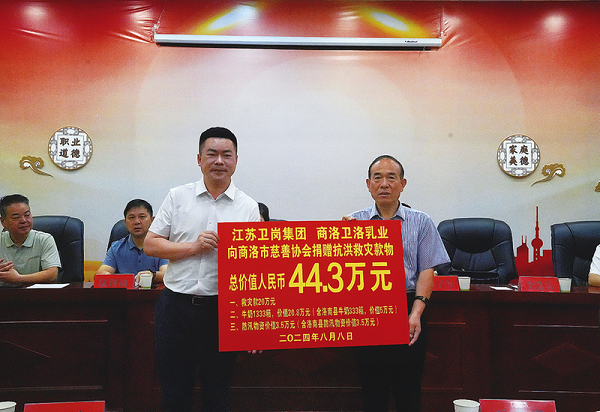 职业
道德
家庭
美德
江苏卫岗集团 商洛卫洛乳业
向商洛市慈善协会捐赠抗洪救灾款物
总价值人民币 44.3万元
一、救灾款20万元
二、牛奶1333箱，价值20.8万元（含洛南县牛奶333箱，价值5万元）
三、防汛物资价值3.5万元（含洛南县防汛物资价值3.5万元）
二〇二四年八月八日